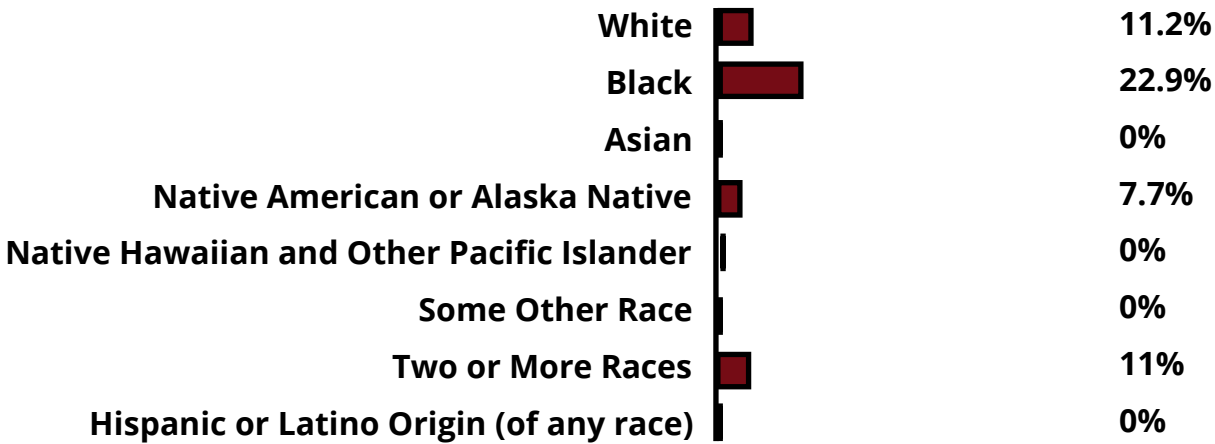 White 11.2%
Black 22.9%
Asian 0%
Native American or Alaska Native 7.7%
Native Hawaiian and Other Pacific Islander 0%
Some Other Race 0%
Two or More Races 11%
Hispanic or Latino Origin (of any race) 0%